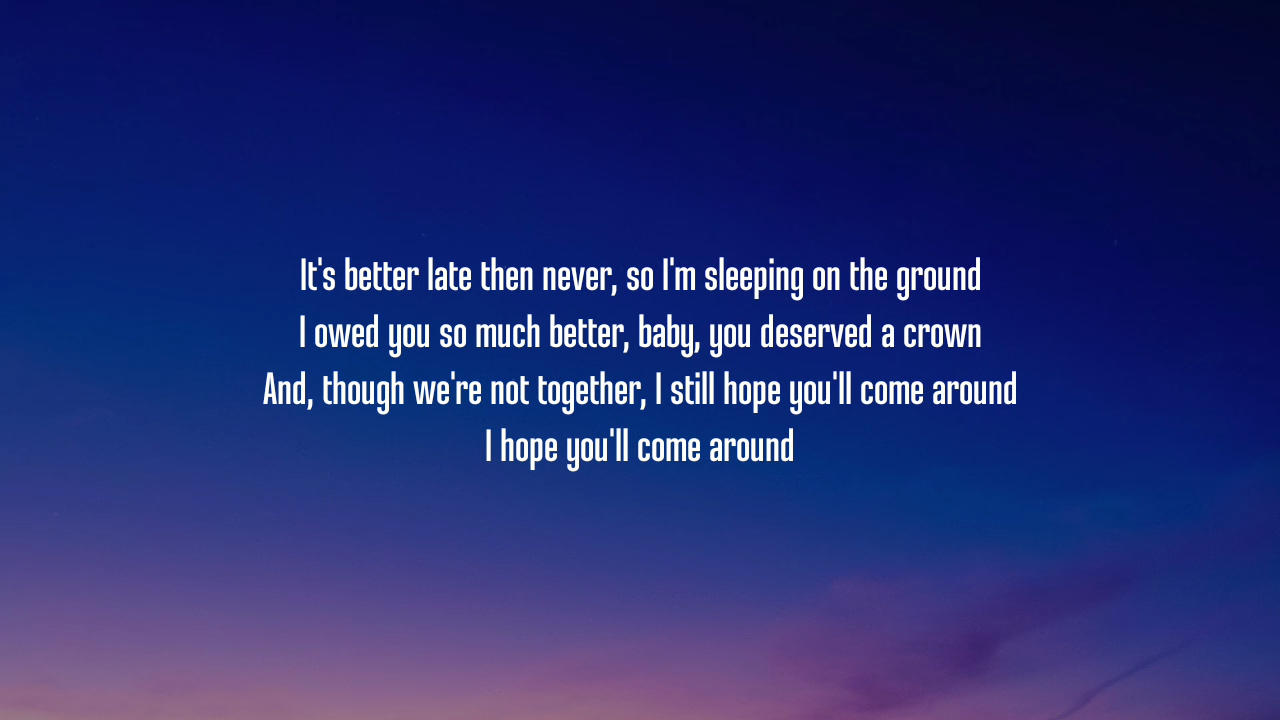 It's better late then never, so I'm sleeping on the ground
I owed you so much better, baby, you deserved a crown
And, though we're not together, I still hope you'll come around
I hope you'll come around